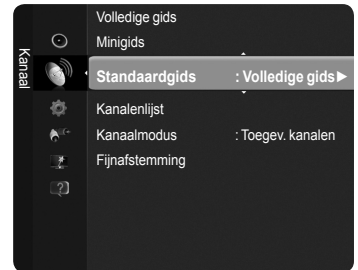 Kanaal
Volledige gids
Minigids
Standaardgids : Volledige gids►
Kanalenlijst
Kanaalmodus : Toegev. kanalen
Fijnafstemming